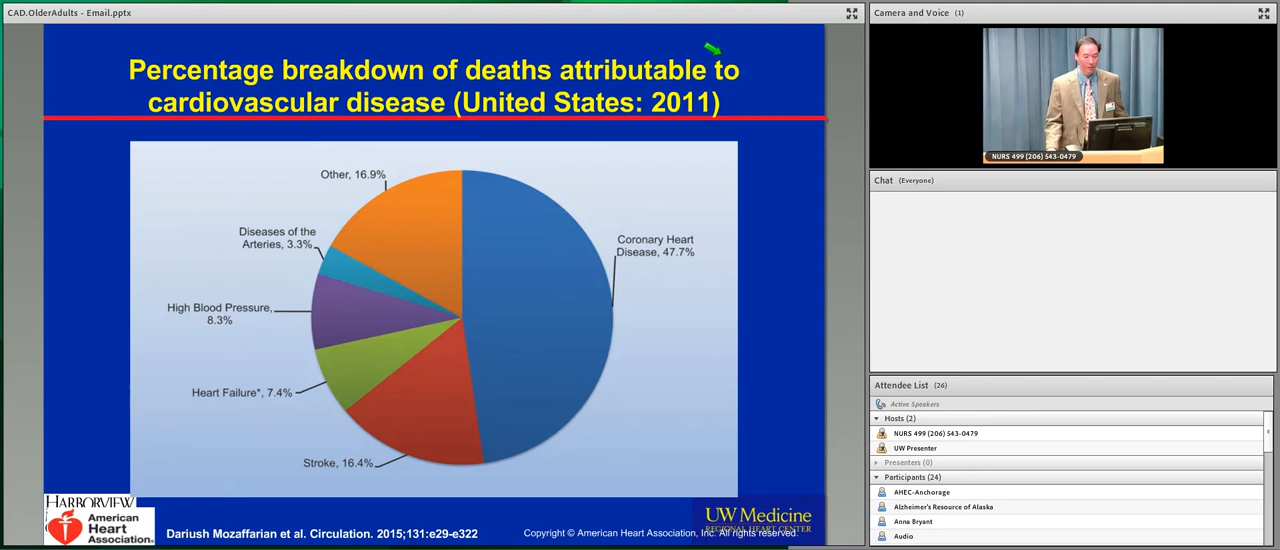 CAD.OlderAdults - Email.pptx
Percentage breakdown of deaths attributable to
cardiovascular disease (United States: 2011)
Other, 16.9%
Diseases of the
Arteries, 3.3%
High Blood Pressure,
8.3%
Heart Failure*, 7.4%
Stroke, 16.4%
Coronary Heart
Disease, 47.7%
HARBORVIEW
American
Heart
Association®
Dariush Mozaffarian et al. Circulation. 2015;131:e29-e322
UW Medicine
REGIONAL HEART CENTER
Copyright © American Heart Association, Inc. All rights reserved.
Camera and Voice (1)
NURS 499 (206) 543-0479
Chat (Everyone)
Attendee List (26)
Active Speakers
Hosts (2)
NURS 499 (206) 543-0479
UW Presenter
Presenters (0)
Participants (24)
AHEC-Anchorage
Alzheimer's Resource of Alaska
Anna Bryant
Audio